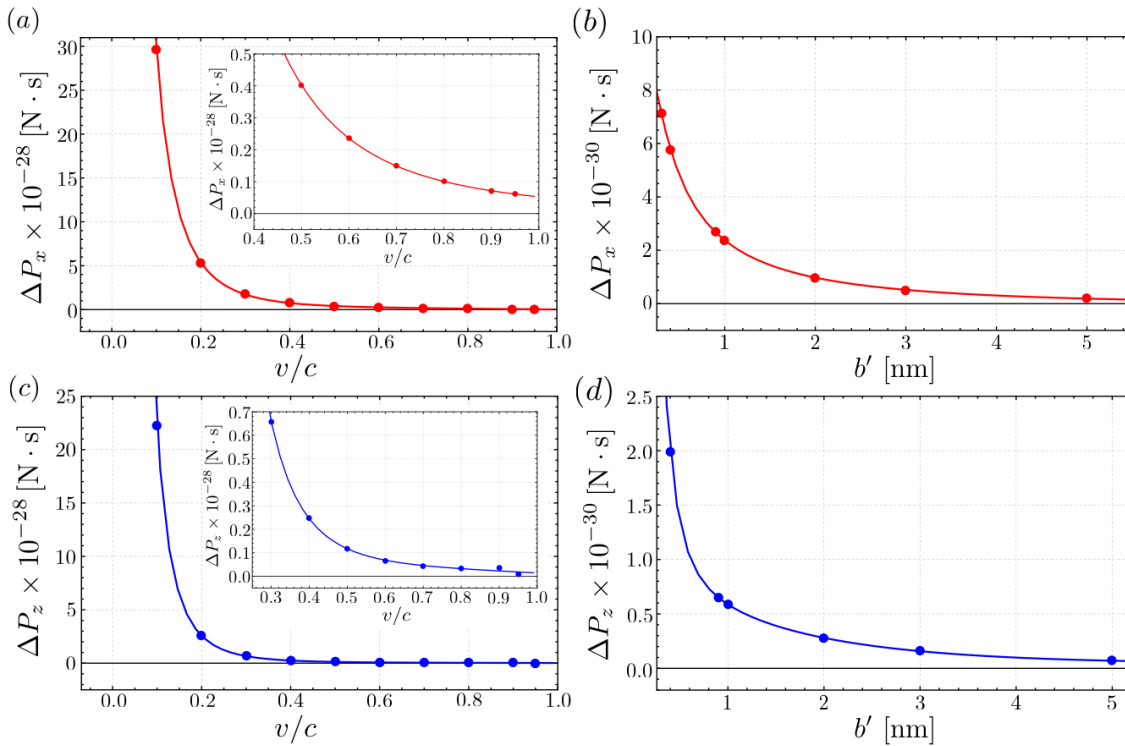 (a)
ΔPₓ × 10⁻²⁸ [N · s]
30
25
20
15
10
5
0
0.0 0.2 0.4 0.6 0.8 1.0
v/c
ΔPₓ × 10⁻²⁸ [N · s]
0.5
0.4
0.3
0.2
0.1
0.0
0.4 0.5 0.6 0.7 0.8 0.9 1.0
v/c
(b)
ΔPₓ × 10⁻³⁰ [N · s]
10
8
6
4
2
0
1 2 3 4 5
b′ [nm]
(c)
ΔP_z × 10⁻²⁸ [N · s]
25
20
15
10
5
0
0.0 0.2 0.4 0.6 0.8 1.0
v/c
ΔP_z × 10⁻²⁸ [N · s]
0.7
0.6
0.5
0.4
0.3
0.2
0.1
0.0
0.3 0.4 0.5 0.6 0.7 0.8 0.9 1.0
v/c
(d)
ΔP_z × 10⁻³⁰ [N · s]
2.5
2.0
1.5
1.0
0.5
0.0
1 2 3 4 5
b′ [nm]